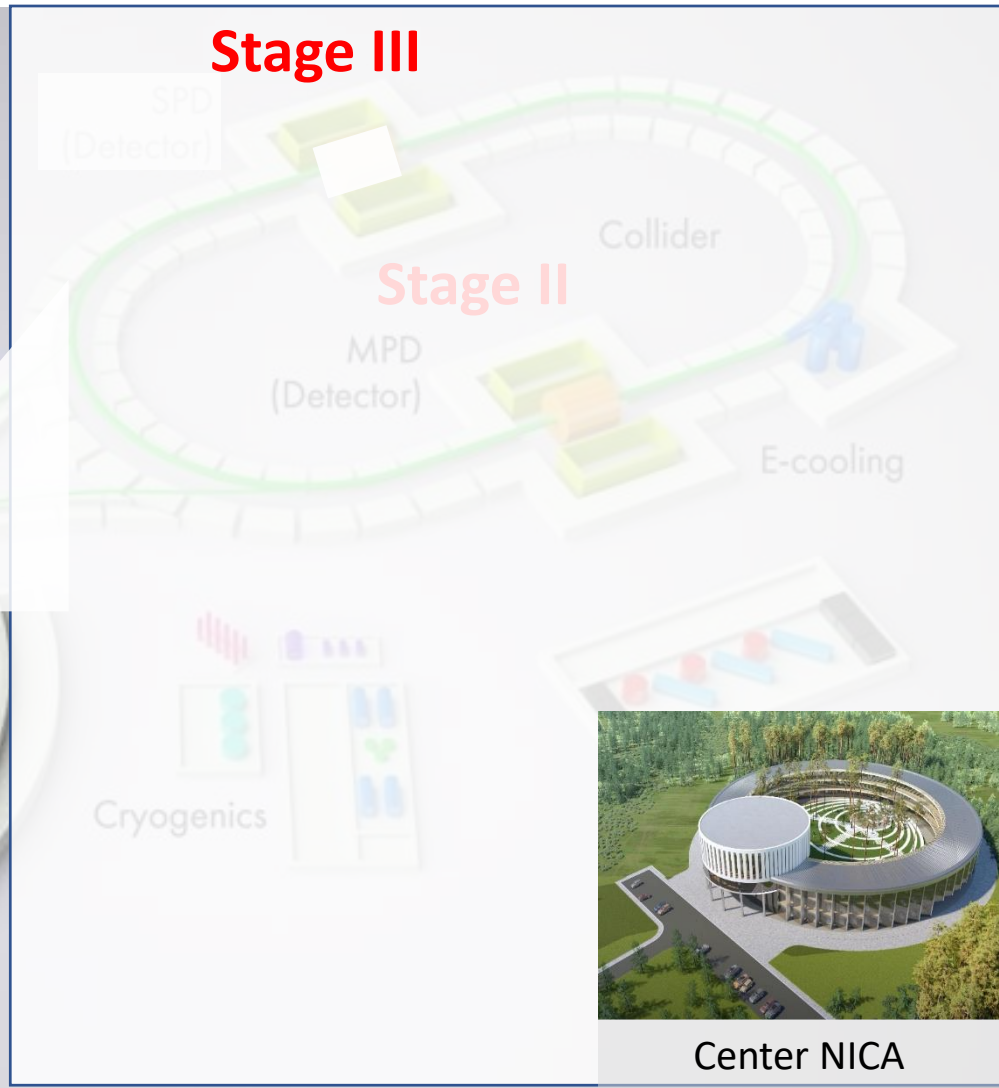 Stage III
SPD
(Detector)
Collider
Stage II
MPD
(Detector)
E-cooling
Cryogenics
Center NICA